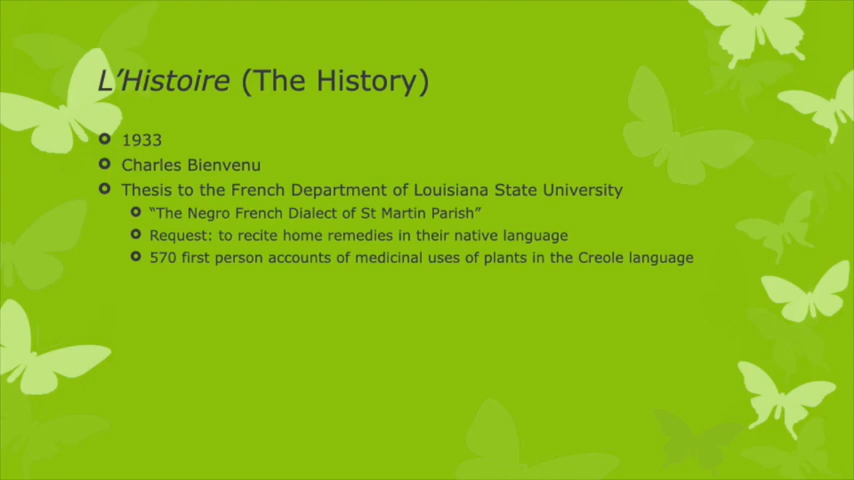 L’Histoire (The History)
1933
Charles Bienvenu
Thesis to the French Department of Louisiana State University
“The Negro French Dialect of St Martin Parish”
Request: to recite home remedies in their native language
570 first person accounts of medicinal uses of plants in the Creole language